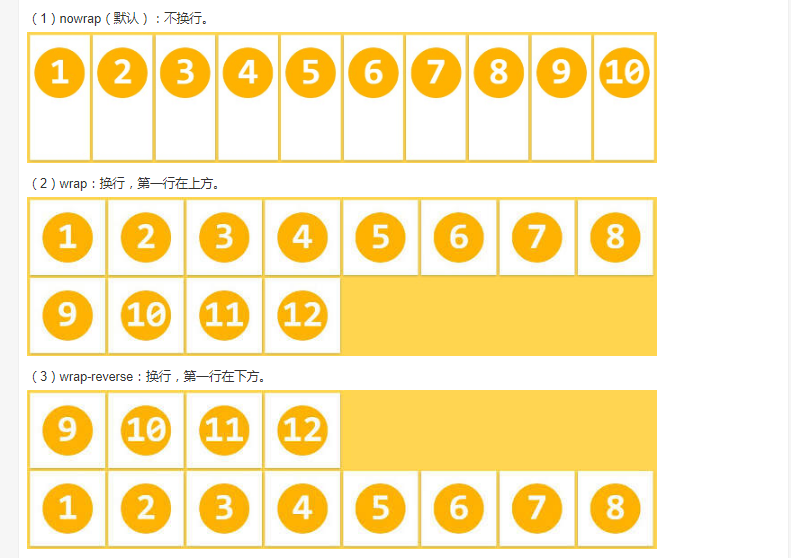 （1）nowrap（默认）：不换行。
1 2 3 4 5 6 7 8 9 10
（2）wrap：换行，第一行在上方。
1 2 3 4 5 6 7 8
9 10 11 12
（3）wrap-reverse：换行，第一行在下方。
9 10 11 12
1 2 3 4 5 6 7 8